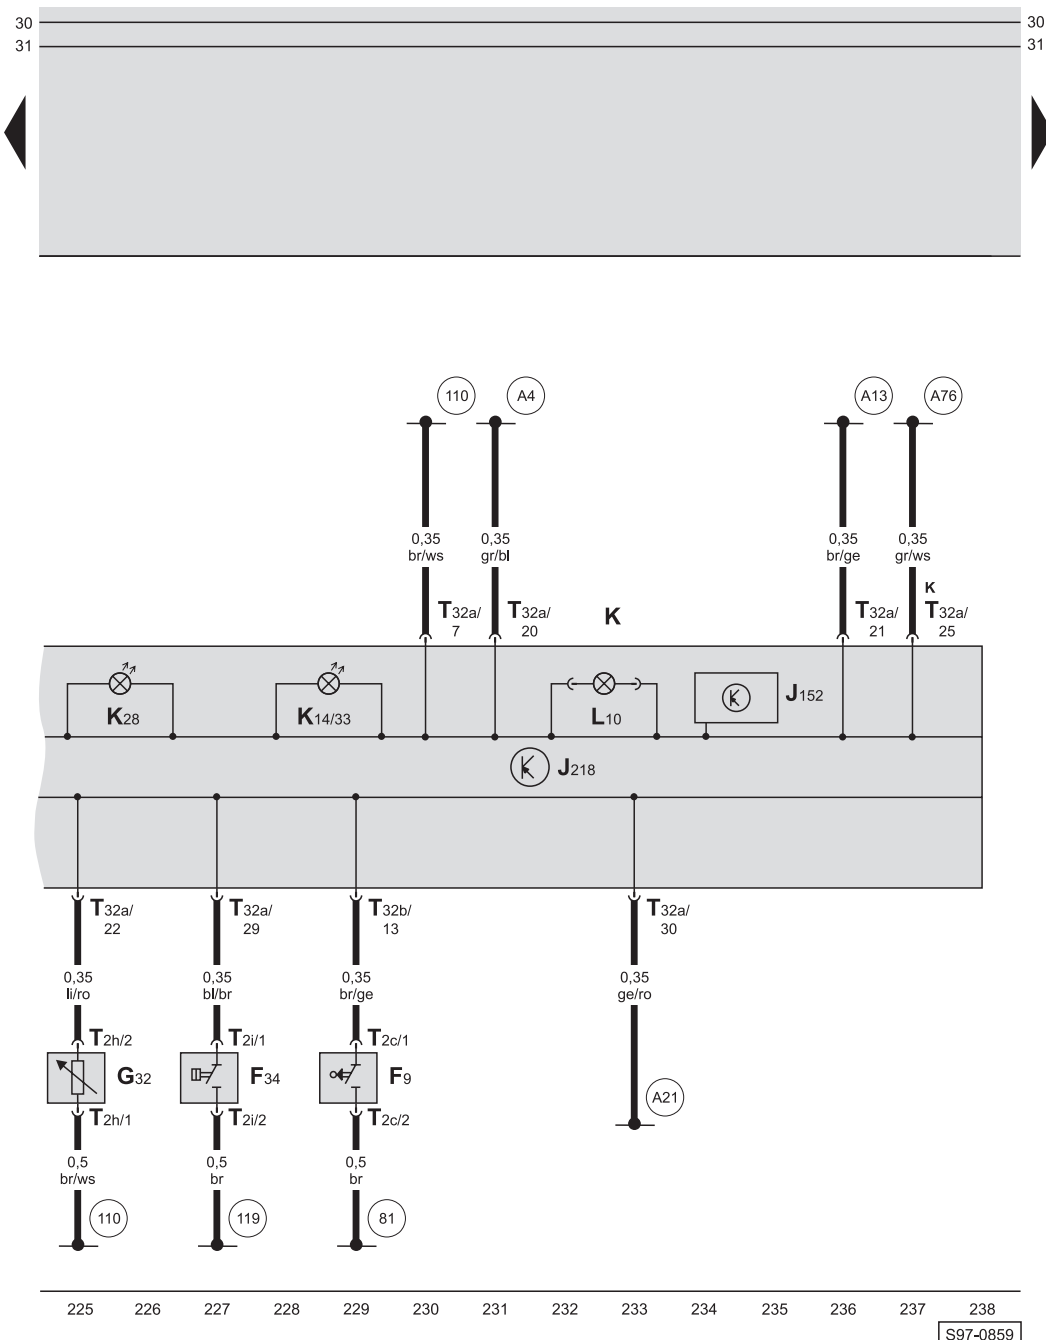 30 30
31 31
110 A4 A13 A76
0,35 0,35 0,35 0,35
br/ws gr/bl br/ge gr/ws
K
T32a/ T32a/ K T32a/ T32a/
7 20 21 25
K28 K14/33 L10 J152
J218
T32a/ T32a/ T32b/ T32a/
22 29 13 30
0,35 0,35 0,35 0,35
li/ro bl/br br/ge ge/ro
T2h/2 T2i/1 T2c/1
G32 F34 F9
A21
T2h/1 T2i/2 T2c/2
0,5 0,5 0,5
br/ws br br
110 119 81
225 226 227 228 229 230 231 232 233 234 235 236 237 238
S97-0859